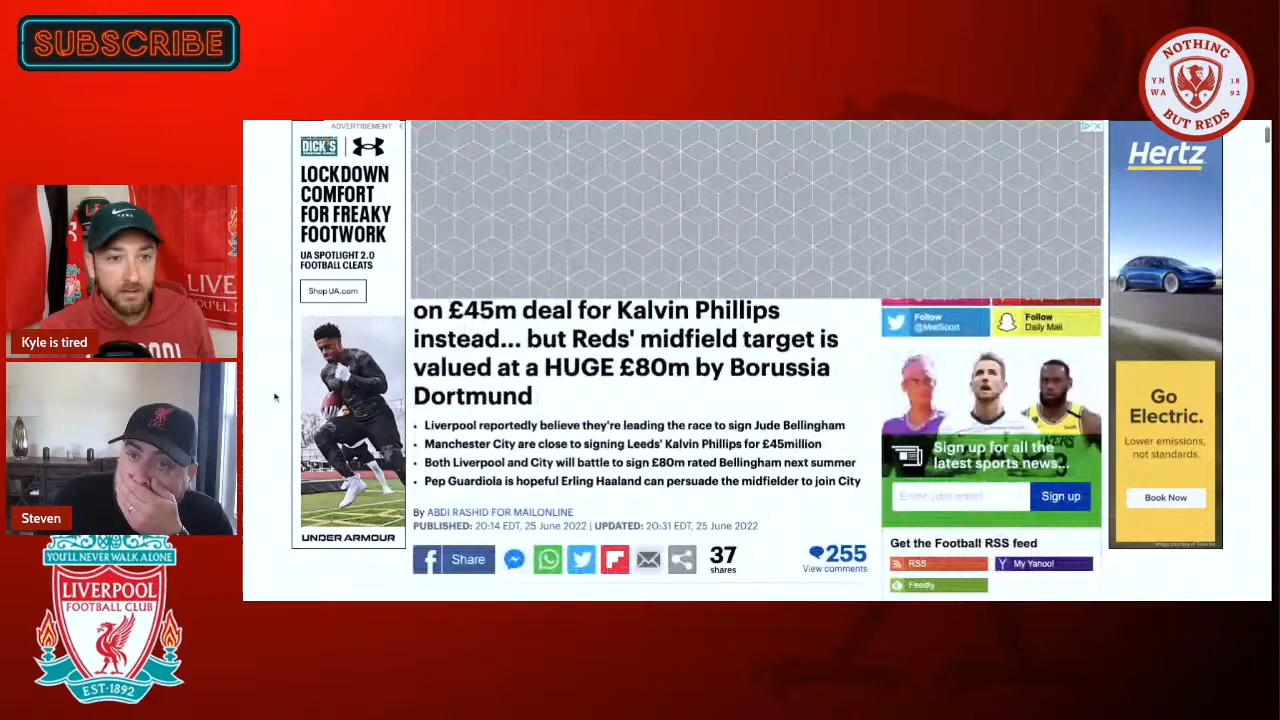 SUBSCRIBE
NOTHING
YN
WA
18
92
BUT REDS
ADVERTISEMENT
DICK'S
LOCKDOWN
COMFORT
FOR FREAKY
FOOTWORK
UA SPOTLIGHT 2.0
FOOTBALL CLEATS
Shop UA.com
UNDER ARMOUR
on £45m deal for Kalvin Phillips
instead... but Reds' midfield target is
valued at a HUGE £80m by Borussia
Dortmund
• Liverpool reportedly believe they're leading the race to sign Jude Bellingham
• Manchester City are close to signing Leeds' Kalvin Phillips for £45million
• Both Liverpool and City will battle to sign £80m rated Bellingham next summer
• Pep Guardiola is hopeful Erling Haaland can persuade the midfielder to join City
By ABDI RASHID FOR MAILONLINE
PUBLISHED: 20:14 EDT, 25 June 2022 | UPDATED: 20:31 EDT, 25 June 2022
Share
37
shares
255
View comments
Follow
@MailSport
Follow
Daily Mail
Sign up for all the
latest sports news...
Enter your email
Sign up
Get the Football RSS feed
RSS
My Yahoo!
Feedly
Hertz
Go
Electric.
Lower emissions,
not standards.
Book Now
LIVE
YOU'LL N
Kyle is tired
Steven
YOU'LL NEVER WALK ALONE
LIVERPOOL
FOOTBALL CLUB
EST·1892